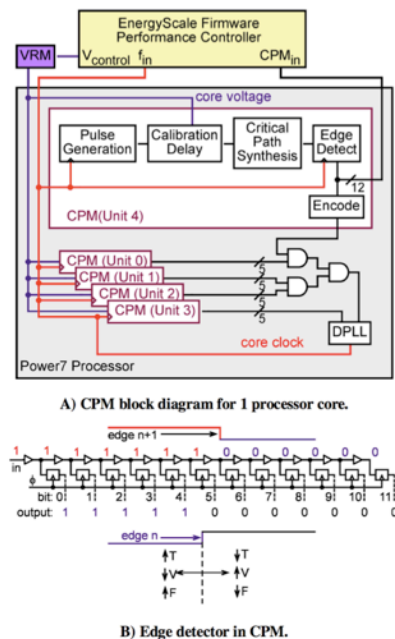 EnergyScale Firmware
Performance Controller
VRM
Vcontrol fin CPMin
core voltage
Pulse Generation
Calibration Delay
Critical Path Synthesis
Edge Detect
12
CPM(Unit 4)
Encode
CPM (Unit 0)
5
CPM (Unit 1)
5
CPM (Unit 2)
5
CPM (Unit 3)
5
DPLL
core clock
Power7 Processor
A) CPM block diagram for 1 processor core.
edge n+1
1 1 1 1 1 1 0 0 0 0 0 0
in
ϕ
bit: 0 1 2 3 4 5 6 7 8 9 10 11
output: 1 1 1 1 1 0 0 0 0 0 0
edge n
↑T ↓T
↓V ↑V
↑F ↓F
B) Edge detector in CPM.